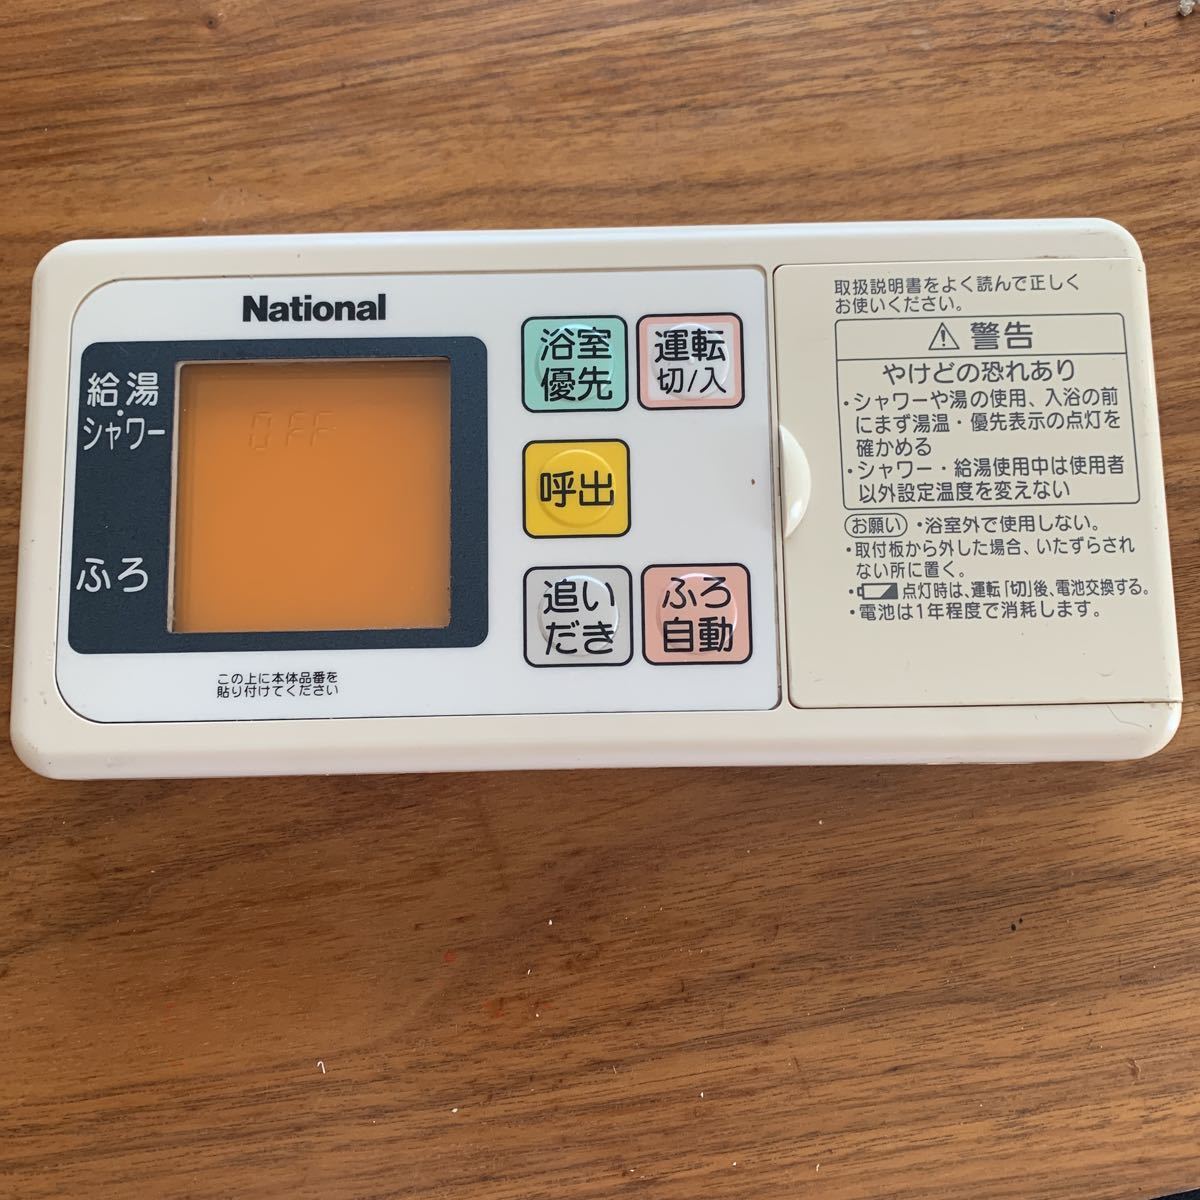 National
給湯
・
シャワー
OFF
ふろ
この上に本体品番を
貼り付けてください
浴室
優先
運転
切/入
呼出
追い
だき
ふろ
自動
取扱説明書をよく読んで正しく
お使いください。
⚠ 警告
やけどの恐れあり
・シャワーや湯の使用、入浴の前
にまず湯温・優先表示の点灯を
確かめる
・シャワー・給湯使用中は使用者
以外設定温度を変えない
お願い ・浴室外で使用しない。
・取付板から外した場合、いたずらされ
ない所に置く。
・点灯時は、運転「切」後、電池交換する。
・電池は1年程度で消耗します。